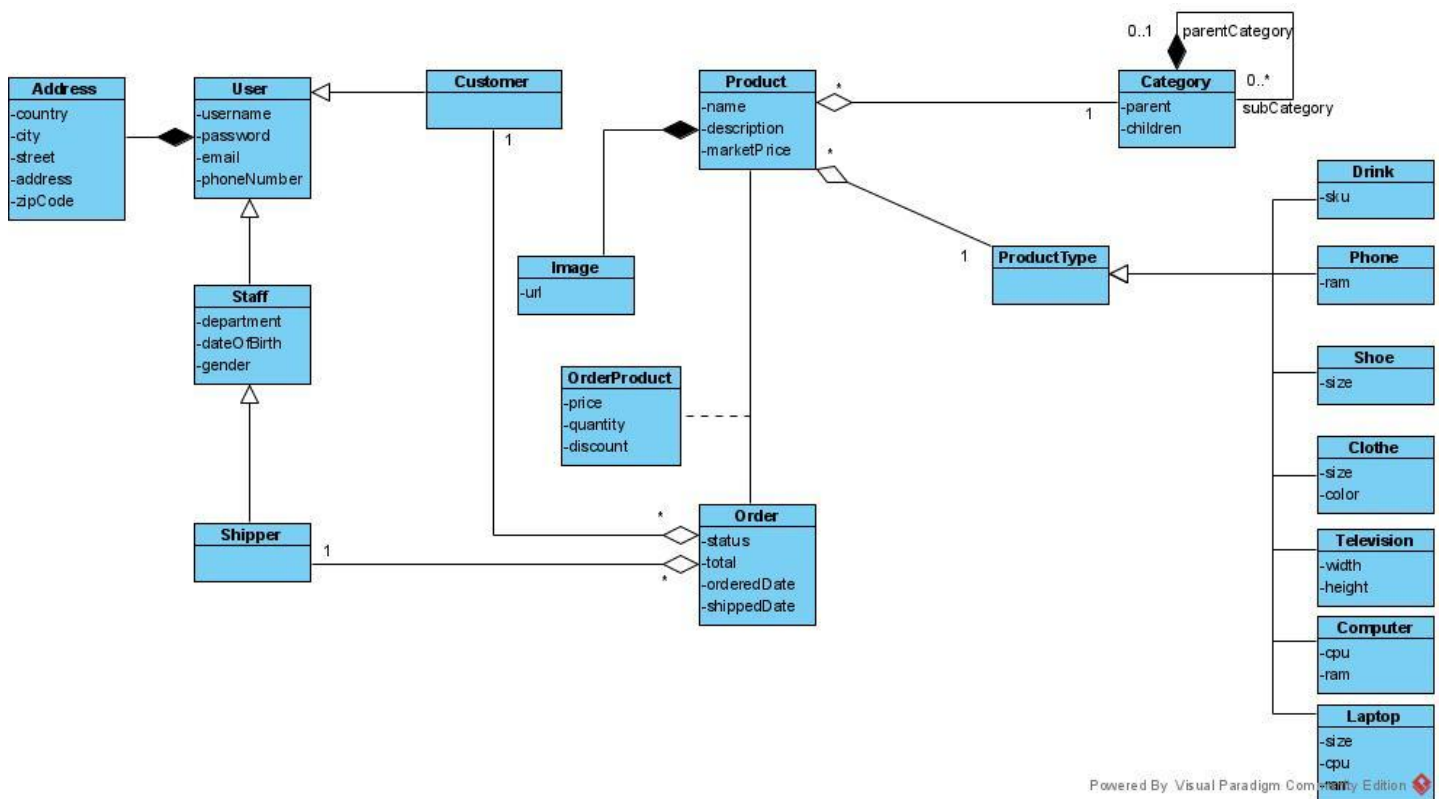 Address
-country
-city
-street
-address
-zipCode
User
-username
-password
-email
-phoneNumber
Customer
1
Product
-name
-description
-marketPrice
*
*
0..1
parentCategory
Category
-parent
-children
0..*
subCategory
1
1
ProductType
Image
-url
Staff
-department
-dateOfBirth
-gender
OrderProduct
-price
-quantity
-discount
Shipper
1
*
*
Order
-status
-total
-orderedDate
-shippedDate
Drink
-sku
Phone
-ram
Shoe
-size
Clothe
-size
-color
Television
-width
-height
Computer
-cpu
-ram
Laptop
-size
-cpu
-ram
Powered By Visual Paradigm Community Edition